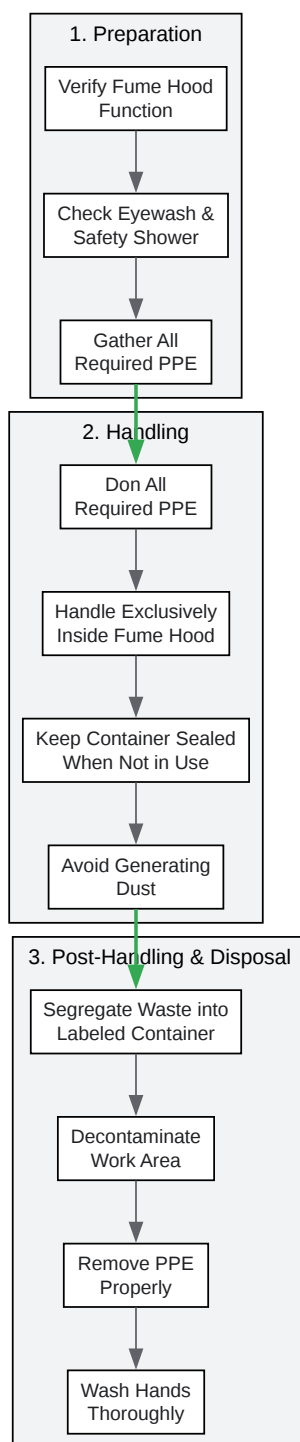 1. Preparation
Verify Fume Hood
Function
Check Eyewash &
Safety Shower
Gather All
Required PPE
2. Handling
Don All
Required PPE
Handle Exclusively
Inside Fume Hood
Keep Container Sealed
When Not in Use
Avoid Generating
Dust
3. Post-Handling & Disposal
Segregate Waste into
Labeled Container
Decontaminate
Work Area
Remove PPE
Properly
Wash Hands
Thoroughly